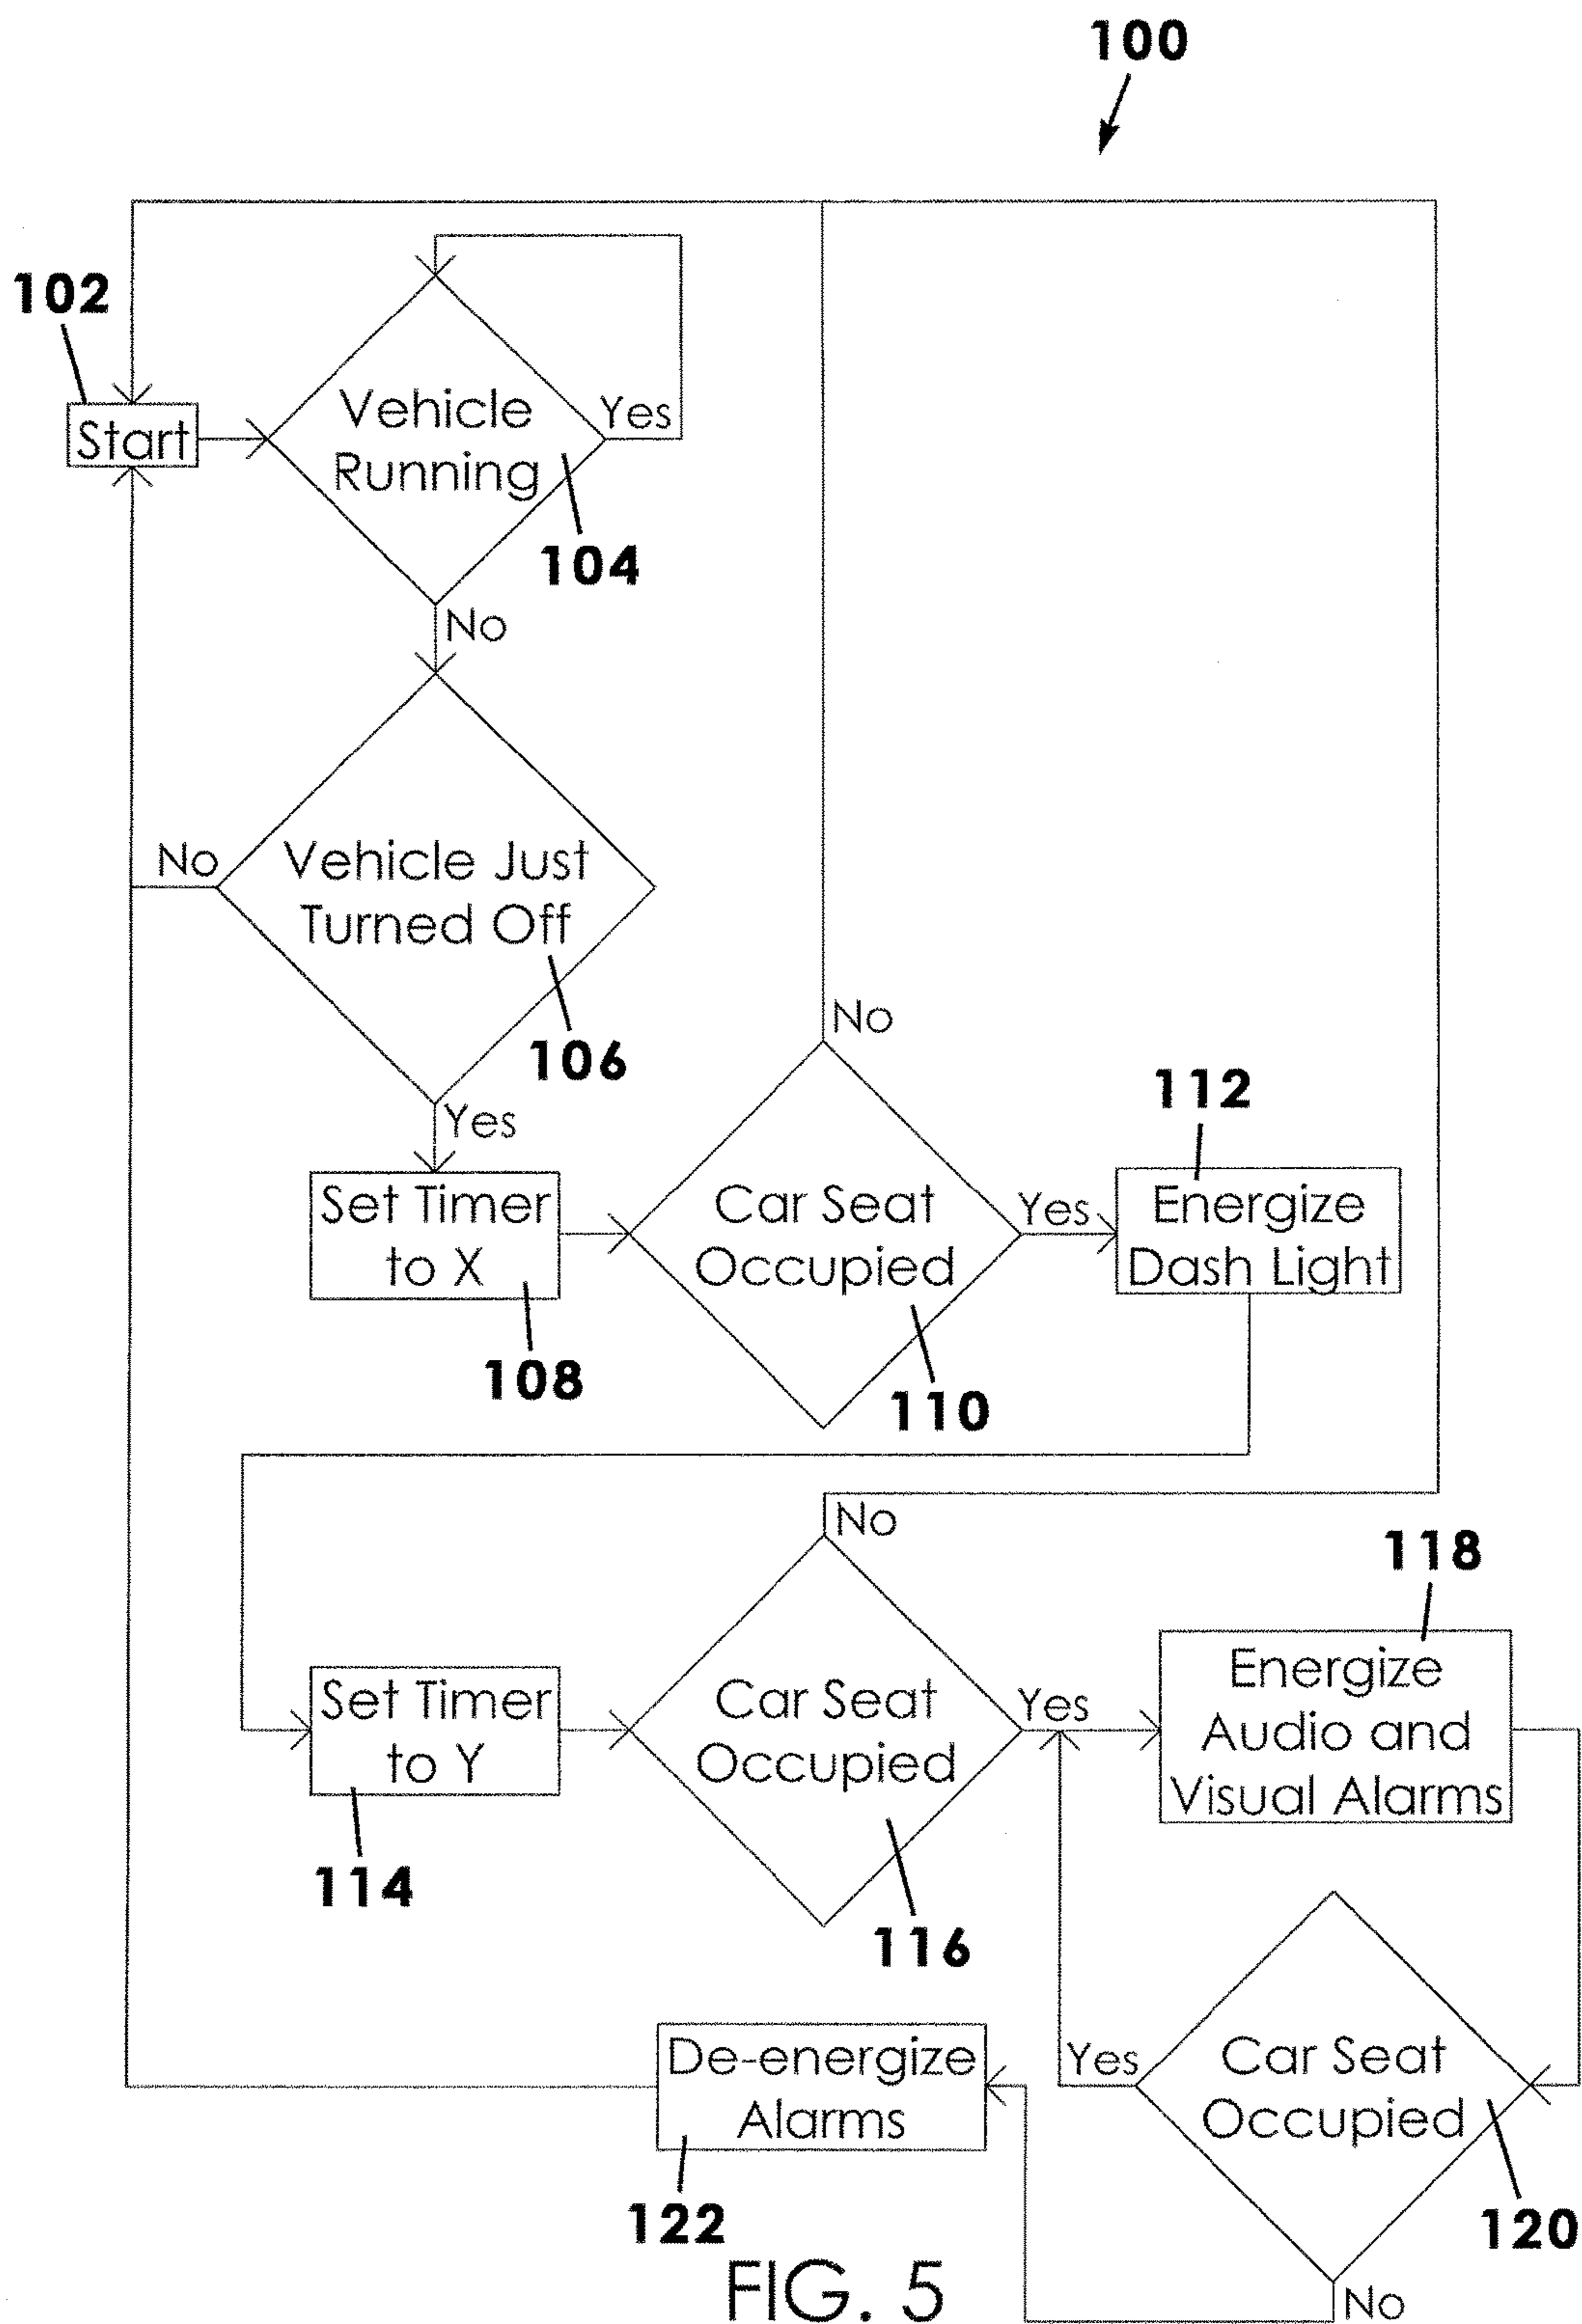 100
102
Start
Vehicle
Running
Yes
104
No
Vehicle Just
Turned Off
No
106
Yes
Set Timer
to X
108
No
Car Seat
Occupied
110
Yes
112
Energize
Dash Light
Set Timer
to Y
114
No
Car Seat
Occupied
116
Yes
118
Energize
Audio and
Visual Alarms
Car Seat
Occupied
120
Yes
No
De-energize
Alarms
122
FIG. 5